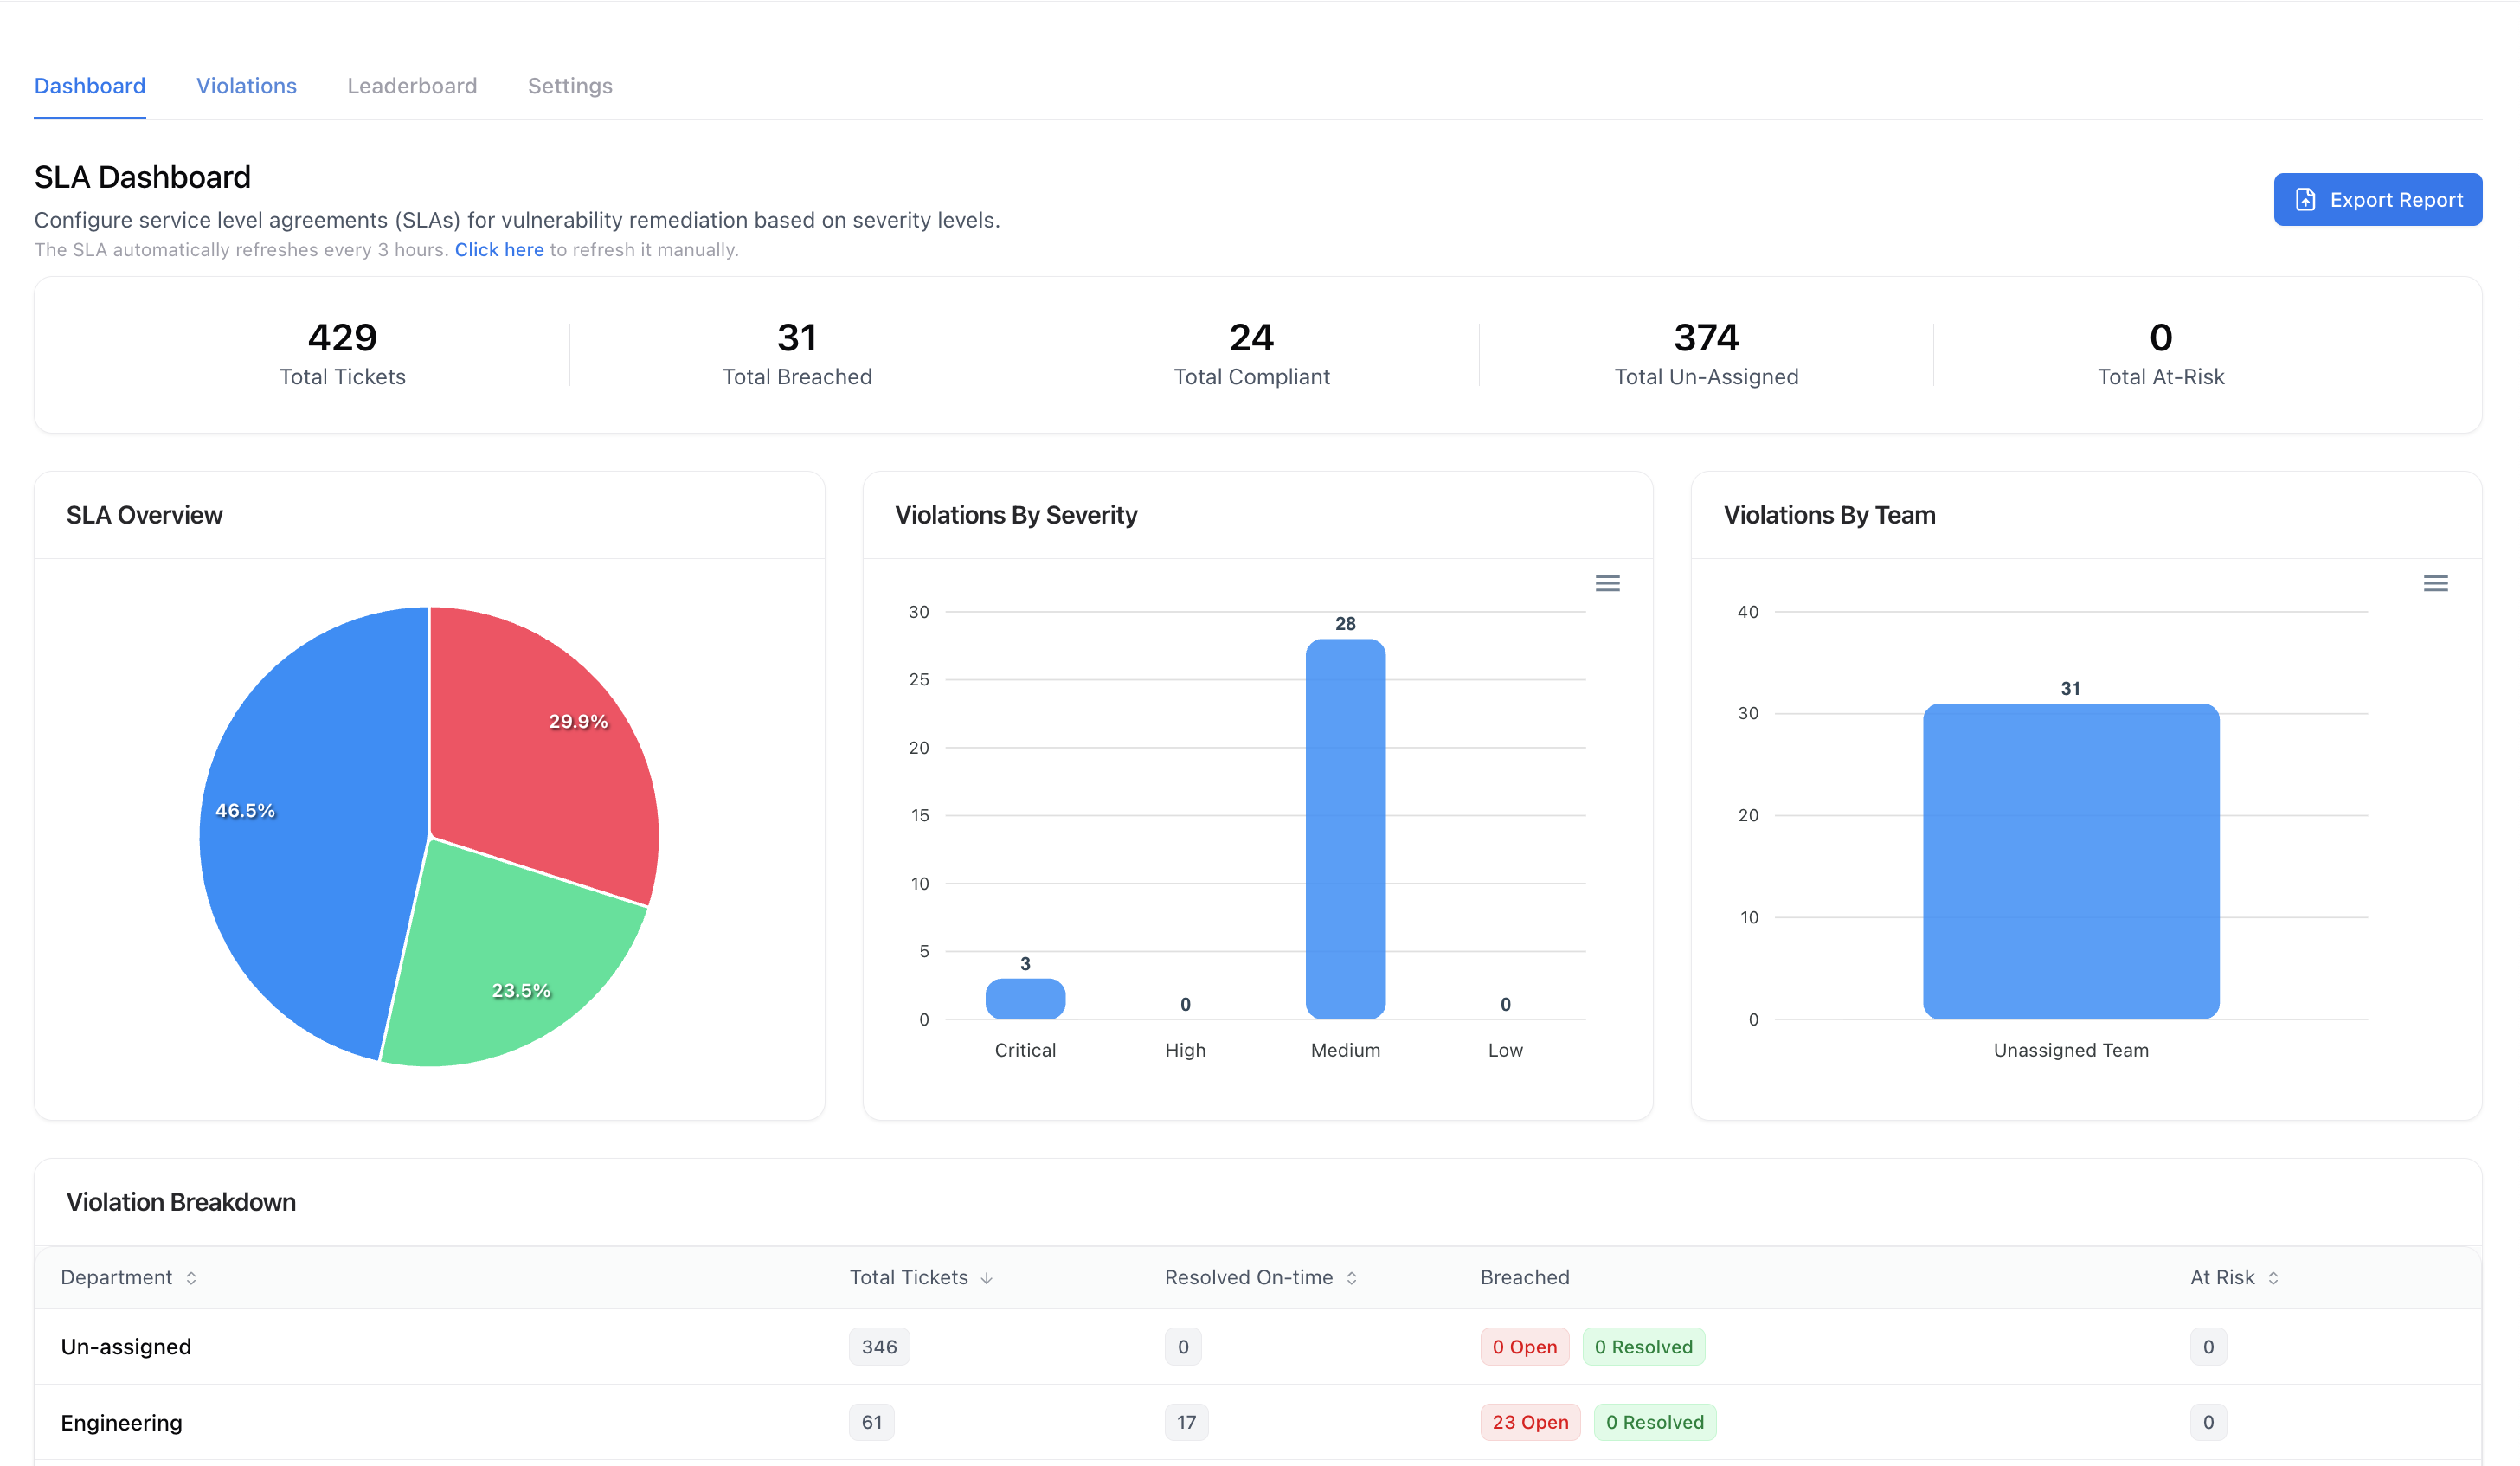 Dashboard Violations Leaderboard Settings
SLA Dashboard
Configure service level agreements (SLAs) for vulnerability remediation based on severity levels.
The SLA automatically refreshes every 3 hours. Click here to refresh it manually.
Export Report
429 31 24 374 0
Total Tickets Total Breached Total Compliant Total Un-Assigned Total At-Risk
SLA Overview
29.9%
46.5%
23.5%
Violations By Severity
30
28
25
20
15
10
5
3
0 0
0
Critical High Medium Low
Violations By Team
40
31
30
20
10
0
Unassigned Team
Violation Breakdown
Department Total Tickets Resolved On-time Breached At Risk
Un-assigned 346 0 0 Open 0 Resolved 0
Engineering 61 17 23 Open 0 Resolved 0